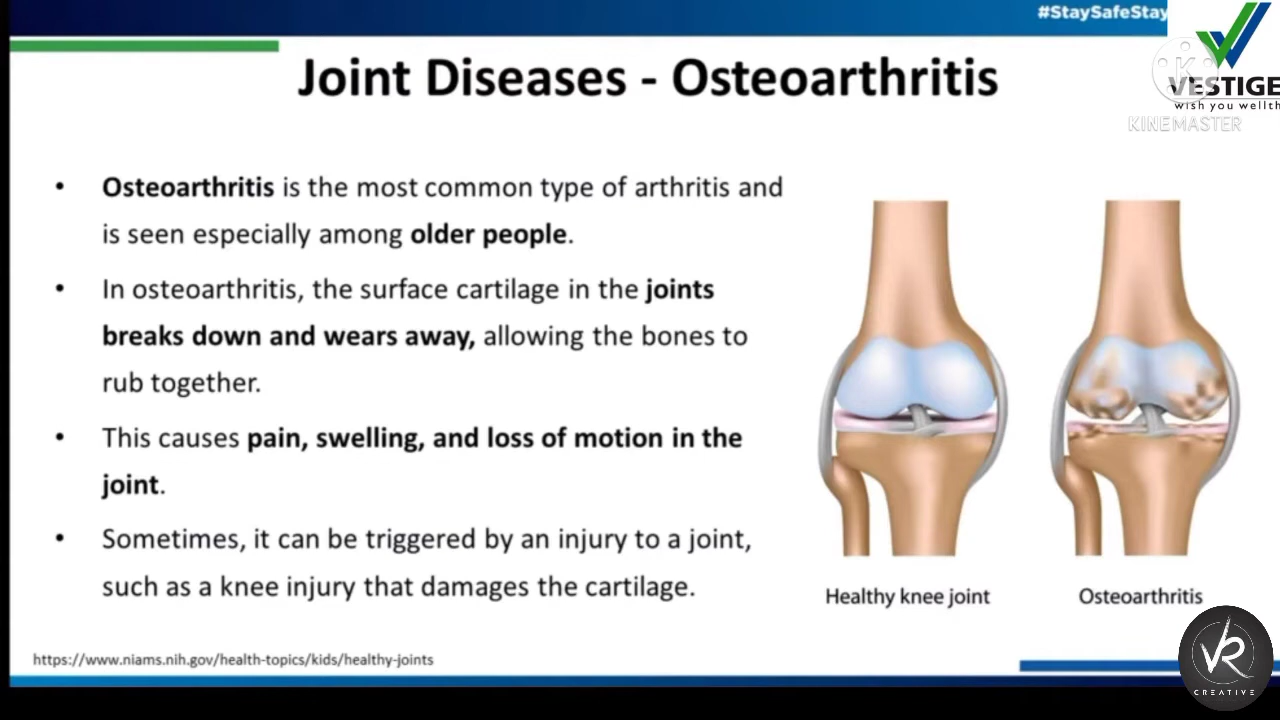 #StaySafeStay
VESTIGE
wish you wellth
KINEMASTER
Joint Diseases - Osteoarthritis
• Osteoarthritis is the most common type of arthritis and
is seen especially among older people.
• In osteoarthritis, the surface cartilage in the joints
breaks down and wears away, allowing the bones to
rub together.
• This causes pain, swelling, and loss of motion in the
joint.
• Sometimes, it can be triggered by an injury to a joint,
such as a knee injury that damages the cartilage.
Healthy knee joint
Osteoarthritis
https://www.niams.nih.gov/health-topics/kids/healthy-joints
VR
CREATIVE